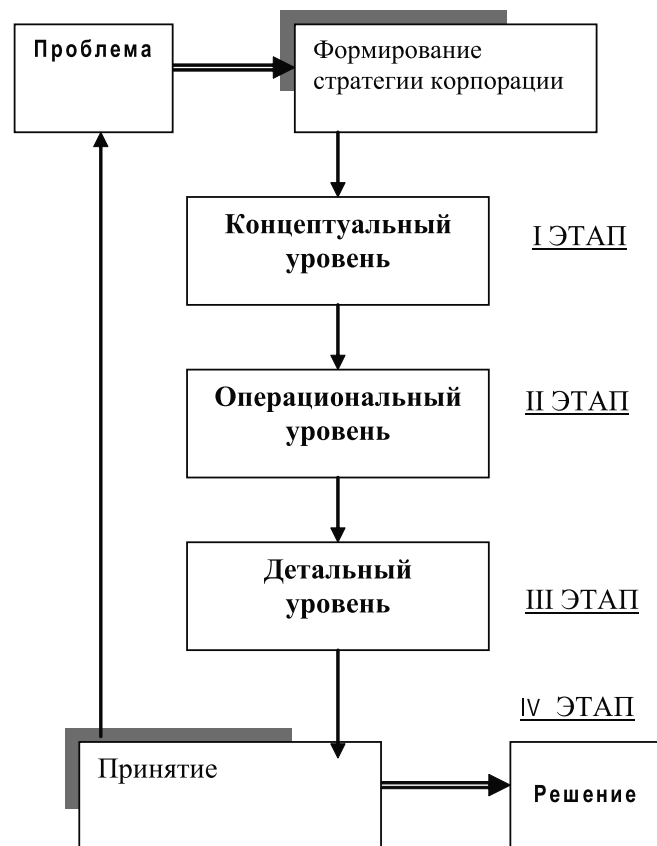 Проблема
Формирование
стратегии корпорации
Концептуальный
уровень
I ЭТАП
Операциональный
уровень
II ЭТАП
Детальный
уровень
III ЭТАП
IV ЭТАП
Принятие
Решение